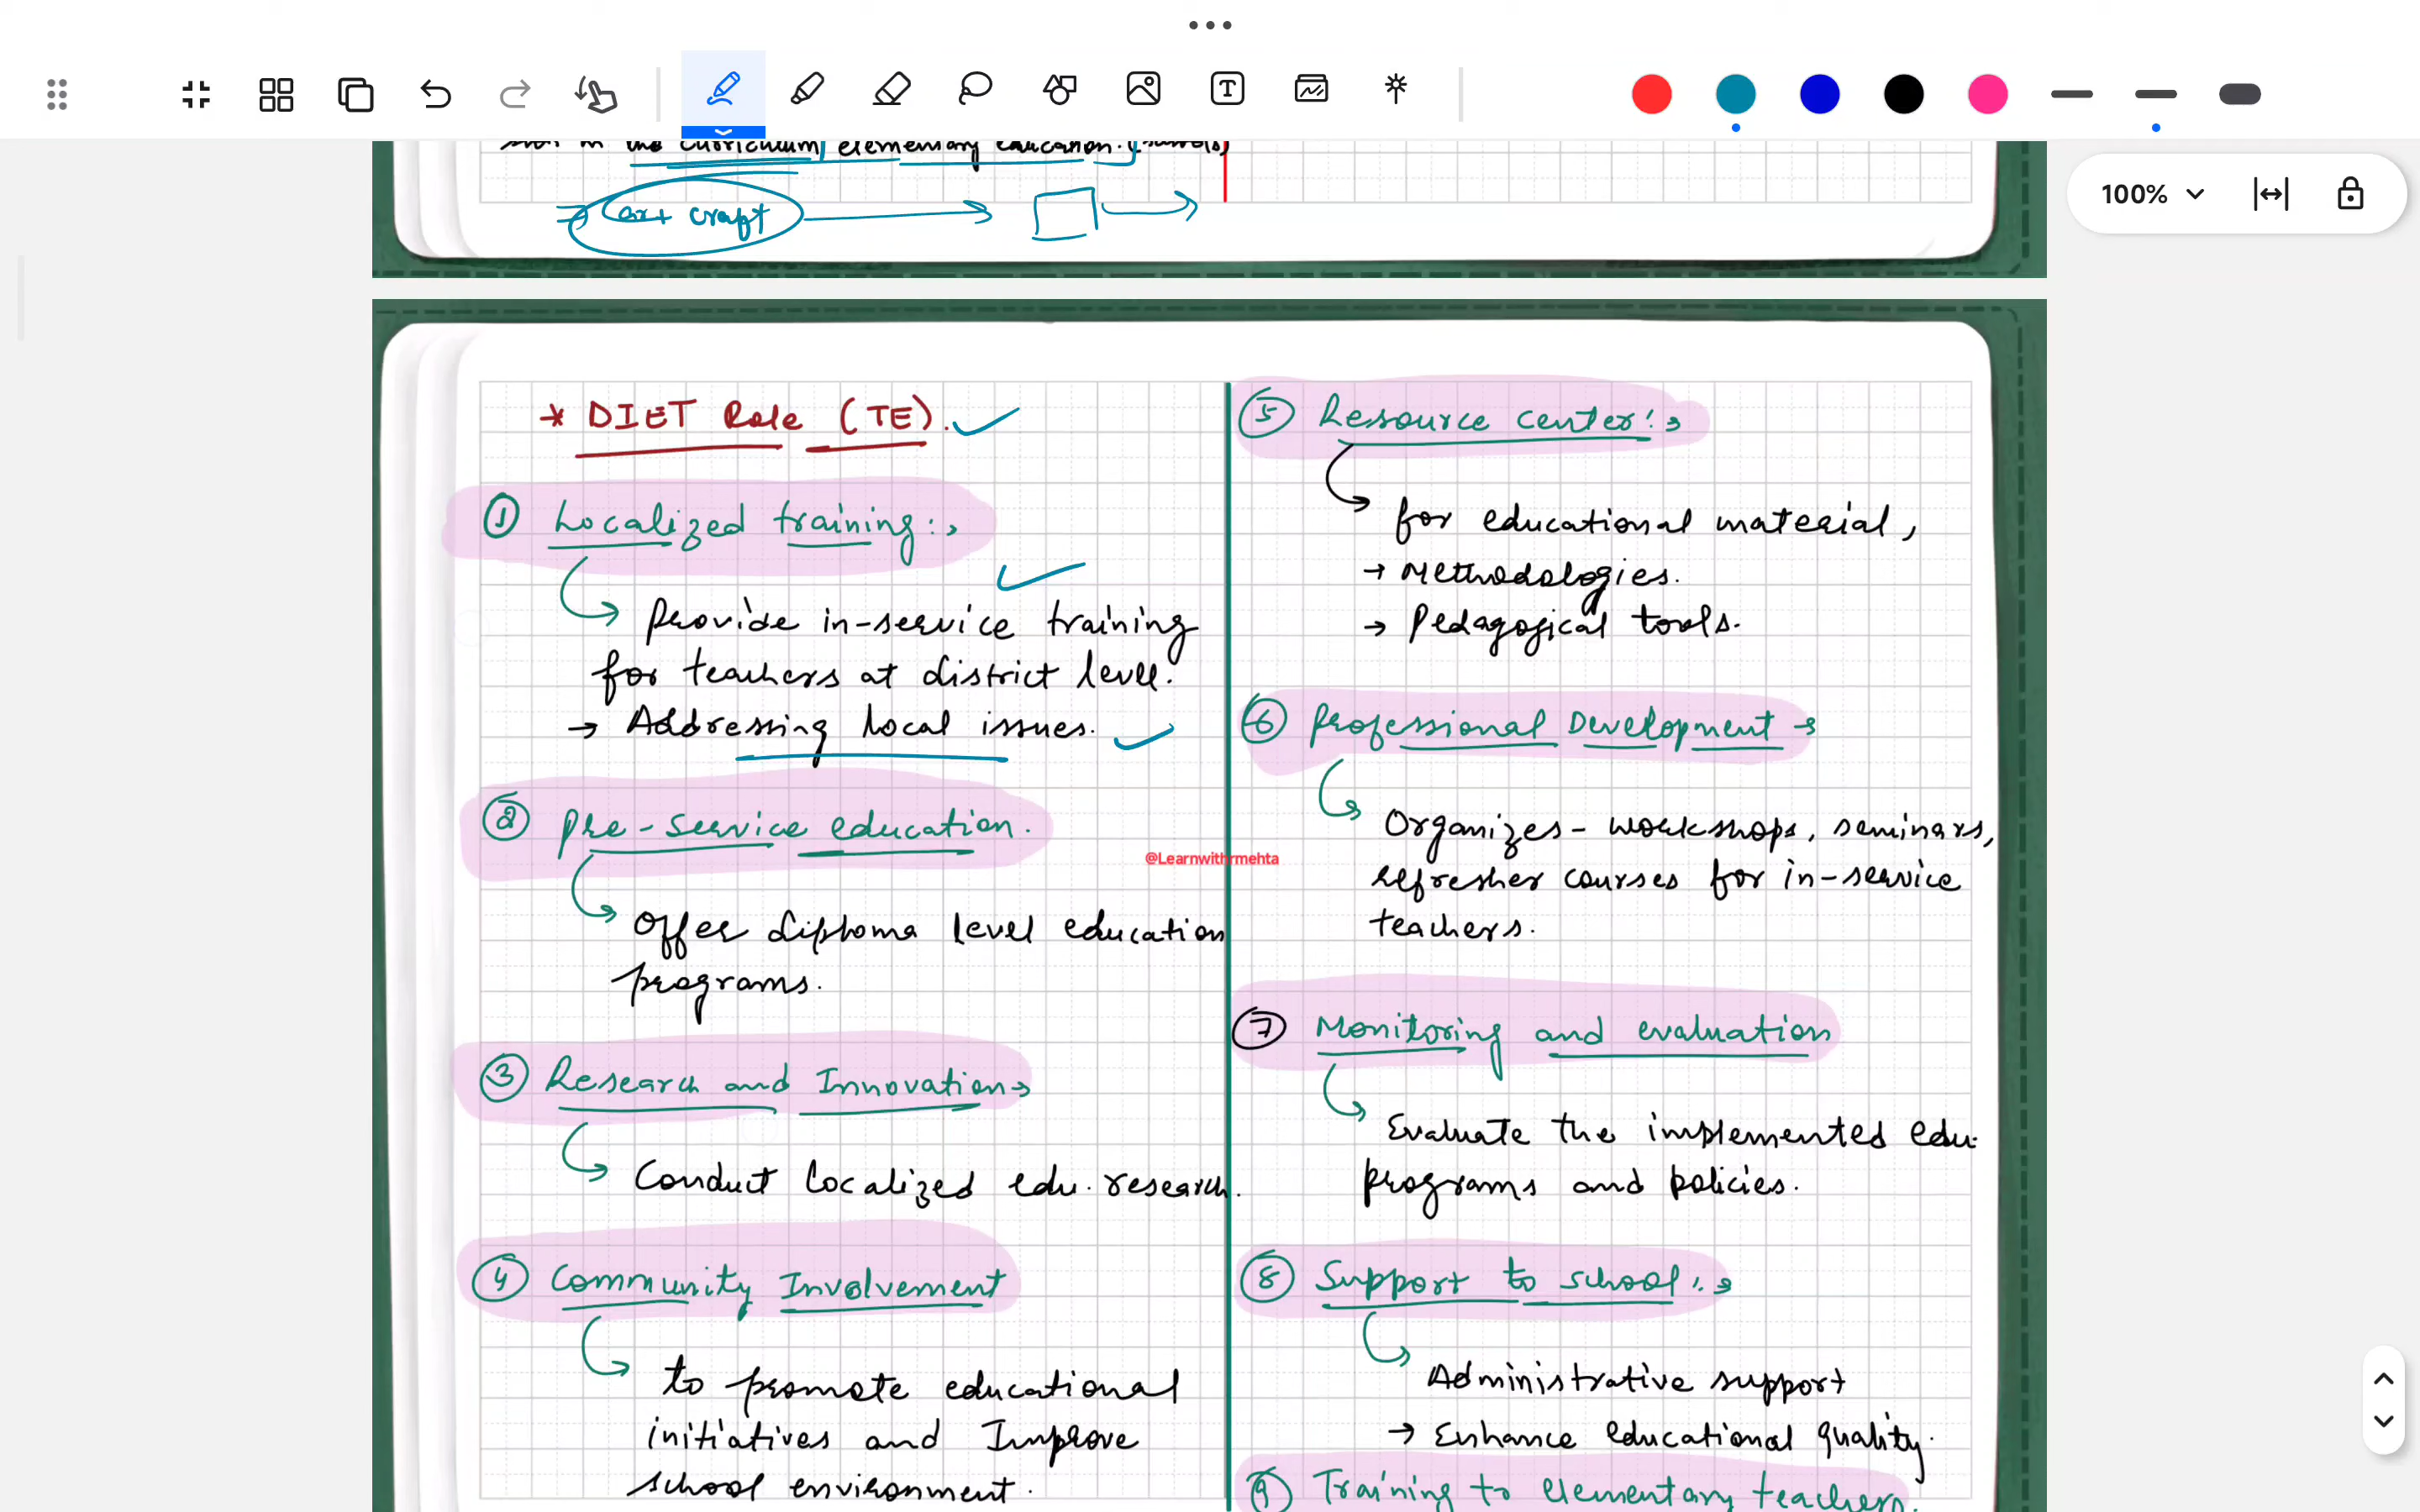 100%
the curriculum, elementary education.
=> art craft
* DIET Role (TE).
① Localized training :→
Provide in-service training
for teachers at district level.
→ Addressing local issues.
② Pre-service education.
Offer diploma level education
programs.
③ Research and Innovation→
Conduct localized edu. research.
④ Community Involvement
to promote educational
initiatives and Improve
school environment.
@Learnwithrmehta
⑤ Resource center :→
for educational material,
→ Methodologies.
→ Pedagogical tools.
⑥ Professional Development →
Organizes - workshops, seminars,
refresher courses for in-service
teachers.
⑦ Monitoring and evaluation
Evaluate the implemented edu.
programs and policies.
⑧ Support to school :→
Administrative support
→ Enhance educational quality.
⑨ Training to elementary teachers.